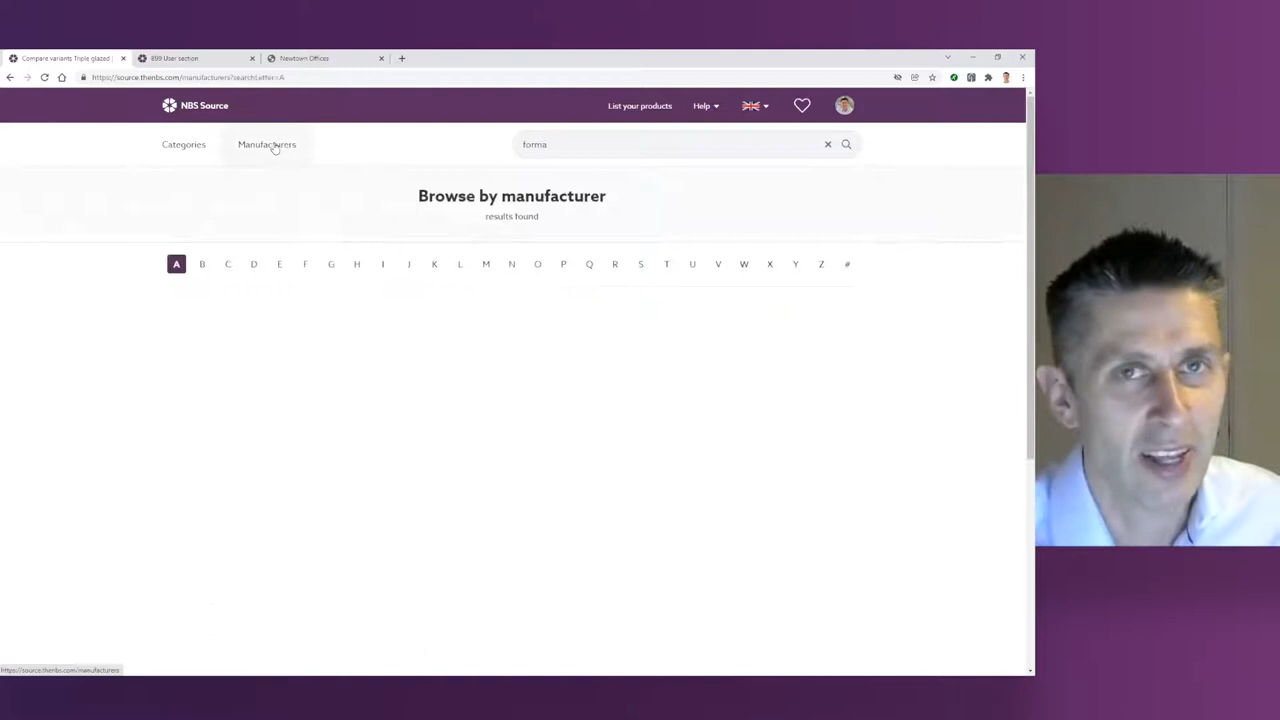 Compare variants Triple glazed
899 User section
Newtown Offices
https://source.thenbs.com/manufacturers?searchLetter=A
NBS Source
List your products
Help
Categories
Manufacturers
forma
Browse by manufacturer
results found
A B C D E F G H I J K L M N O P Q R S T U V W X Y Z #
https://source.thenbs.com/manufacturers